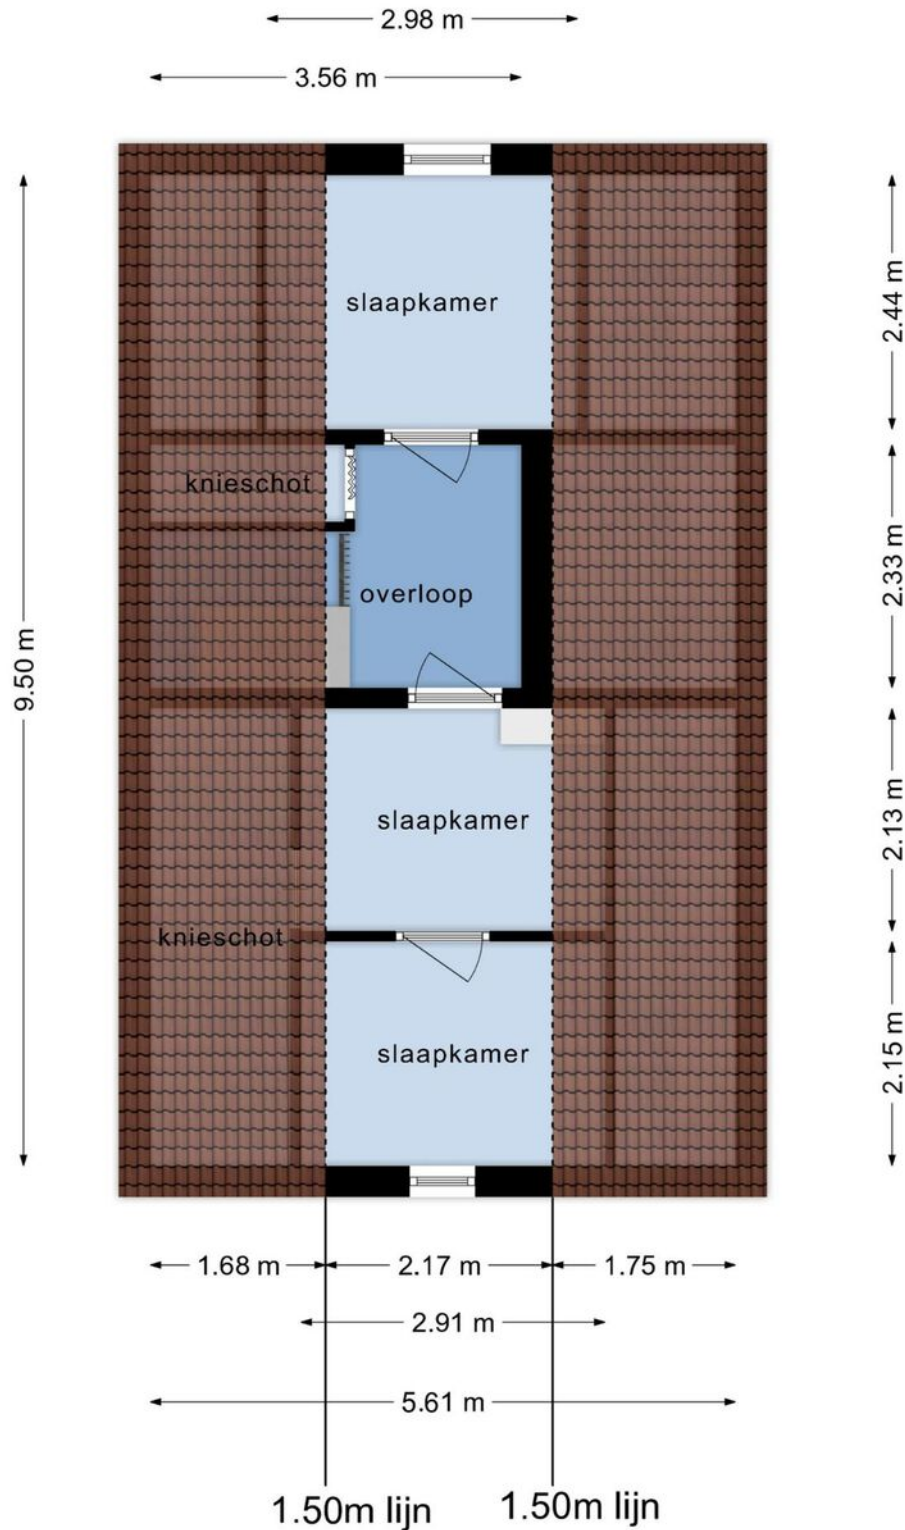 2.98 m
3.56 m
slaapkamer
2.44 m
knieschot
2.33 m
overloop
9.50 m
slaapkamer
2.13 m
knieschot
slaapkamer
2.15 m
1.68 m
2.17 m
1.75 m
2.91 m
5.61 m
1.50m lijn
1.50m lijn